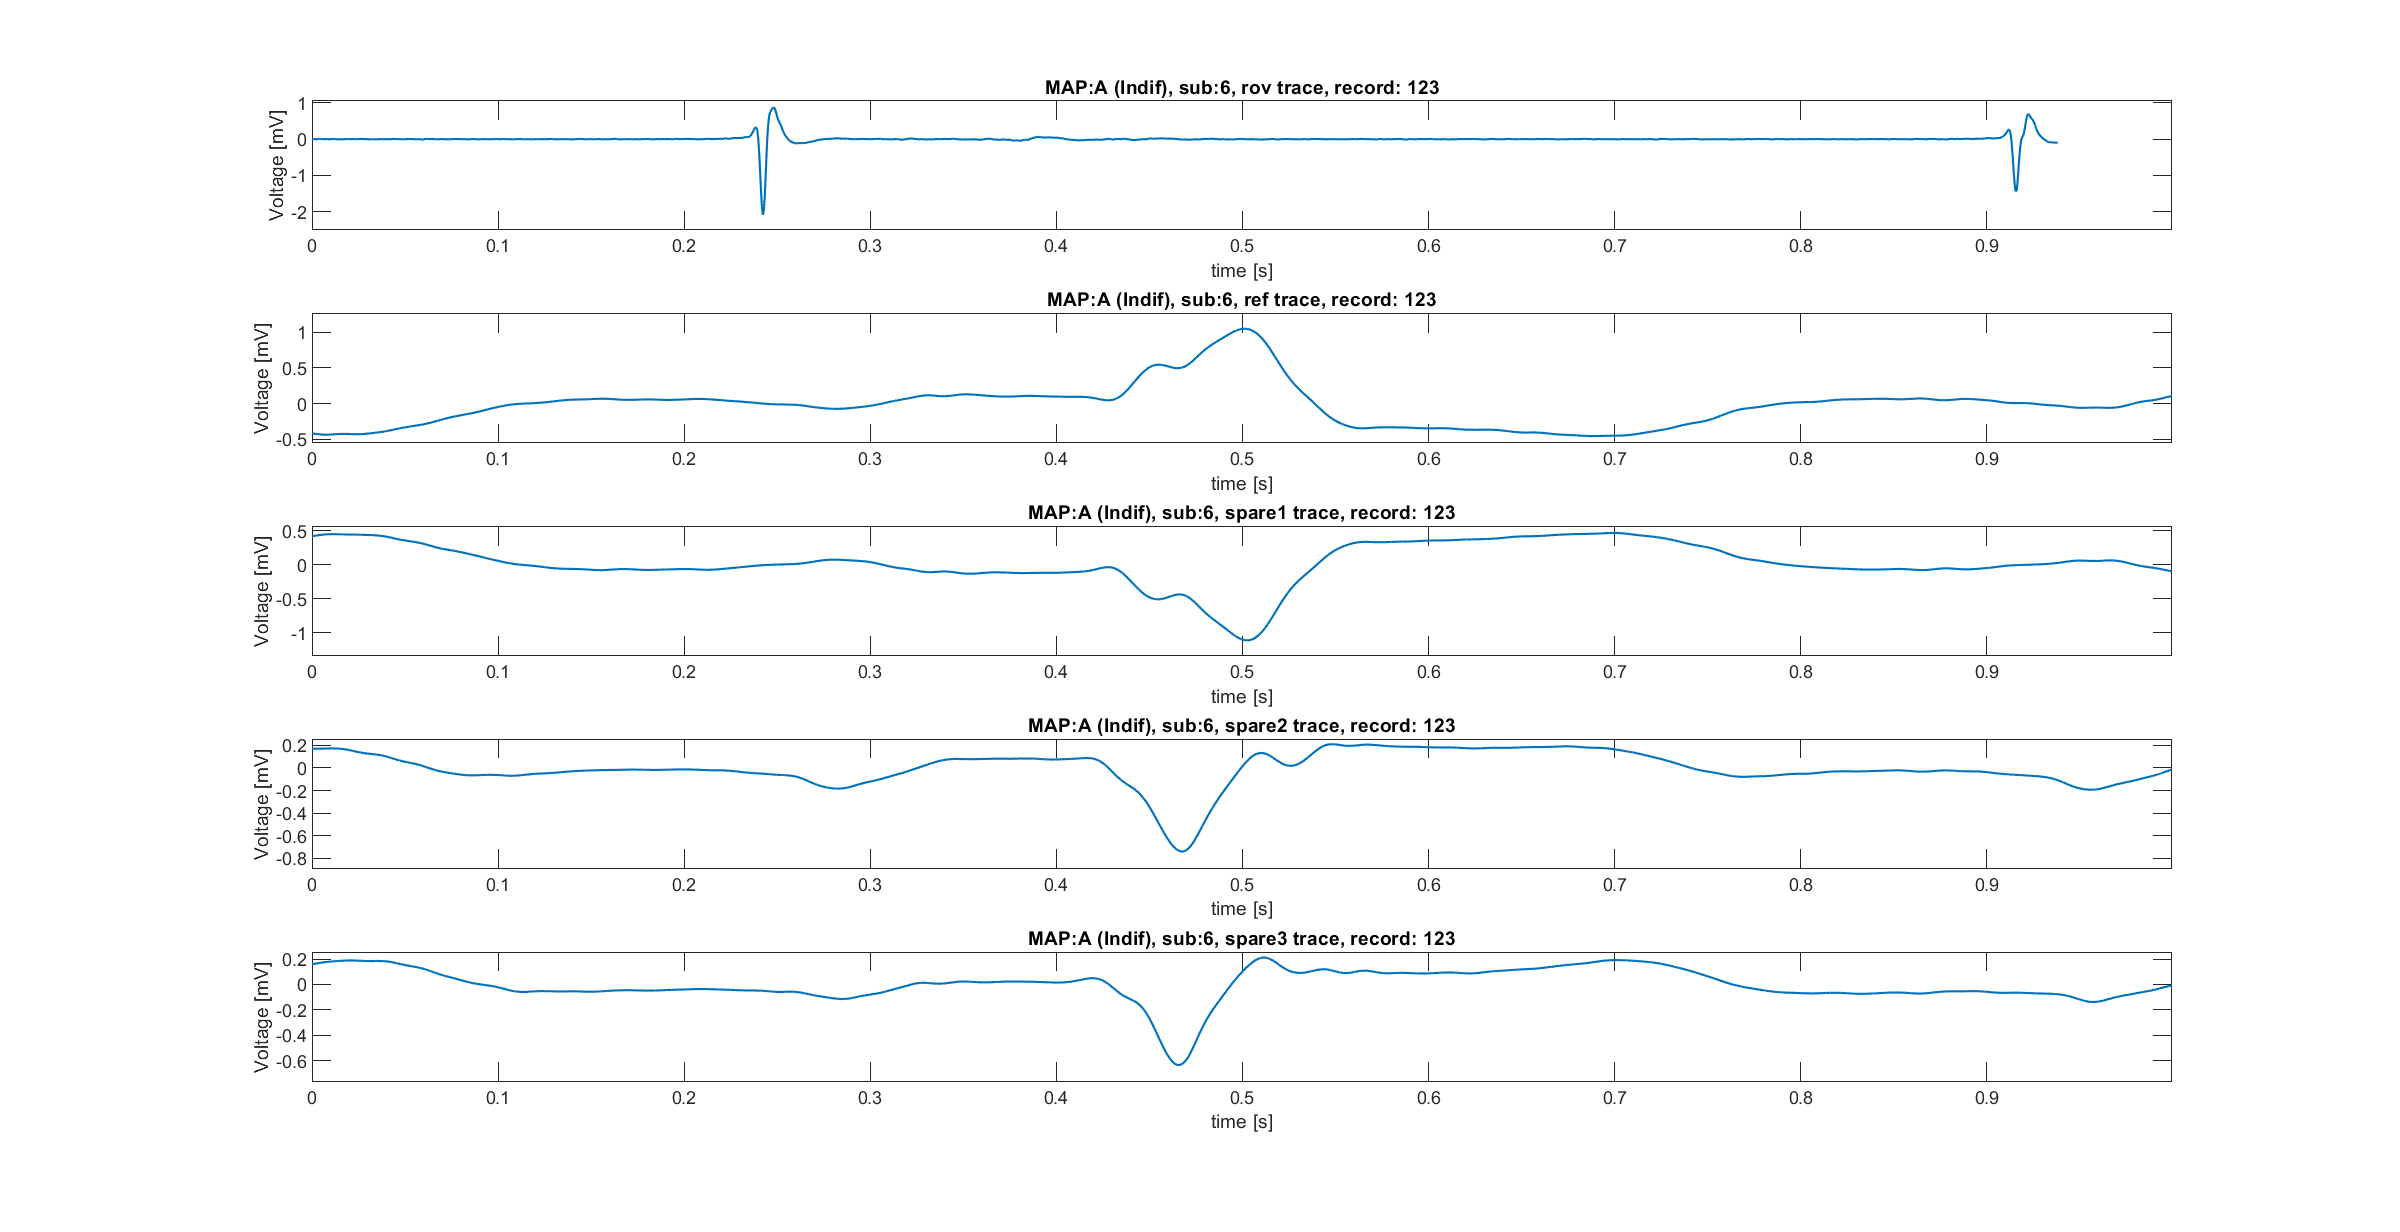 MAP:A (Indif), sub:6, rov trace, record: 123
Voltage [mV]
1
0
-1
-2
0 0.1 0.2 0.3 0.4 0.5 0.6 0.7 0.8 0.9
time [s]
MAP:A (Indif), sub:6, ref trace, record: 123
Voltage [mV]
1
0.5
0
-0.5
0 0.1 0.2 0.3 0.4 0.5 0.6 0.7 0.8 0.9
time [s]
MAP:A (Indif), sub:6, spare1 trace, record: 123
Voltage [mV]
0.5
0
-0.5
-1
0 0.1 0.2 0.3 0.4 0.5 0.6 0.7 0.8 0.9
time [s]
MAP:A (Indif), sub:6, spare2 trace, record: 123
Voltage [mV]
0.2
0
-0.2
-0.4
-0.6
-0.8
0 0.1 0.2 0.3 0.4 0.5 0.6 0.7 0.8 0.9
time [s]
MAP:A (Indif), sub:6, spare3 trace, record: 123
Voltage [mV]
0.2
0
-0.2
-0.4
-0.6
0 0.1 0.2 0.3 0.4 0.5 0.6 0.7 0.8 0.9
time [s]